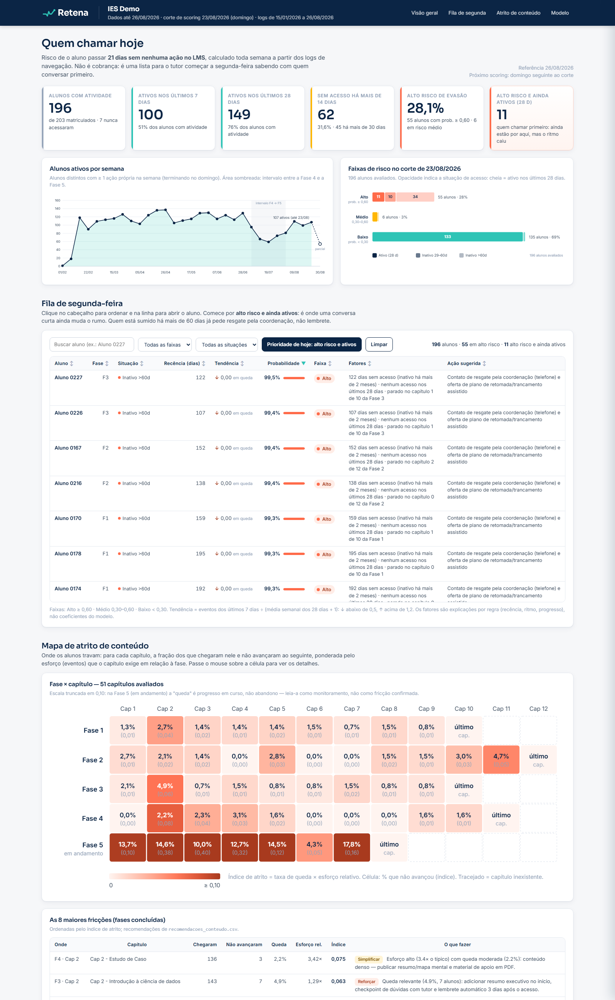 Retena
IES Demo
Dados até 26/08/2026 · corte de scoring 23/08/2026 (domingo) · logs de 15/01/2026 a 26/08/2026
Visão geral Fila de segunda Atrito de conteúdo Modelo
Quem chamar hoje
Risco de o aluno passar 21 dias sem nenhuma ação no LMS, calculado toda semana a partir dos logs de
navegação. Não é cobrança: é uma lista para o tutor começar a segunda-feira sabendo com quem
conversar primeiro.
Referência 26/08/2026
Próximo scoring: domingo seguinte ao corte
ALUNOS COM ATIVIDADE
196
de 203 matriculados · 7 nunca
acessaram
ATIVOS NOS ÚLTIMOS 7
DIAS
100
51% dos alunos com atividade
ATIVOS NOS ÚLTIMOS 28
DIAS
149
76% dos alunos com
atividade
SEM ACESSO HÁ MAIS DE
14 DIAS
62
31,6% · 45 há mais de 30 dias
ALTO RISCO DE EVASÃO
28,1%
55 alunos com prob. ≥ 0,60 · 6
em risco médio
ALTO RISCO E AINDA
ATIVOS (28 D)
11
quem chamar primeiro: ainda
estão por aqui, mas o ritmo
caiu
Alunos ativos por semana
Alunos distintos com ≥ 1 ação própria na semana (terminando no domingo). Área sombreada: intervalo entre a Fase 4 e a
Fase 5.
160
140
120
100
80
60
40
20
0
intervalo F4 → F5
107 ativos (até 23/08)
parcial
01/02 22/02 15/03 05/04 26/04 17/05 07/06 28/06 19/07 09/08 30/08
Faixas de risco no corte de 23/08/2026
196 alunos avaliados. Opacidade indica a situação de acesso: cheia = ativo nos últimos 28 dias.
Alto 11 10 34 55 alunos · 28%
prob. ≥ 0,60
Médio 6 alunos · 3%
0,30–0,60
Baixo 133 135 alunos · 69%
prob. < 0,30
Ativo (28 d) Inativo 29–60d Inativo >60d 196 alunos avaliados
Fila de segunda-feira
Clique no cabeçalho para ordenar e na linha para abrir o aluno. Comece por alto risco e ainda ativos: é onde uma conversa
curta ainda muda o rumo. Quem está sumido há mais de 60 dias já pede resgate pela coordenação, não lembrete.
Buscar aluno (ex.: Aluno 0227 Todas as faixas Todas as situações Prioridade de hoje: alto risco e ativos Limpar 196 alunos · 55 em alto risco · 11 alto risco e ainda ativos
Aluno ↕ Fase ↕ Situação ↕ Recência (dias) ↕ Tendência ↕ Probabilidade ▼ Faixa ↕ Fatores ↕ Ação sugerida ↕
Aluno 0227 F3 Inativo >60d 122 ↓ 0,00 em queda 99,5% Alto 122 dias sem acesso (inativo há mais Contato de resgate pela coordenação (telefone) e
de 2 meses) · nenhum acesso nos oferta de plano de retomada/trancamento
últimos 28 dias · parado no capítulo 1 assistido
de 10 da Fase 3
Aluno 0226 F3 Inativo >60d 107 ↓ 0,00 em queda 99,4% Alto 107 dias sem acesso (inativo há mais Contato de resgate pela coordenação (telefone) e
de 2 meses) · nenhum acesso nos oferta de plano de retomada/trancamento
últimos 28 dias · parado no capítulo 1 assistido
de 10 da Fase 3
Aluno 0167 F2 Inativo >60d 152 ↓ 0,00 em queda 99,4% Alto 152 dias sem acesso (inativo há mais Contato de resgate pela coordenação (telefone) e
de 2 meses) · nenhum acesso nos oferta de plano de retomada/trancamento
últimos 28 dias · parado no capítulo 2 assistido
de 12 da Fase 2
Aluno 0216 F2 Inativo >60d 138 ↓ 0,00 em queda 99,4% Alto 138 dias sem acesso (inativo há mais Contato de resgate pela coordenação (telefone) e
de 2 meses) · nenhum acesso nos oferta de plano de retomada/trancamento
últimos 28 dias · parado no capítulo 0 assistido
de 12 da Fase 2
Aluno 0170 F1 Inativo >60d 159 ↓ 0,00 em queda 99,3% Alto 159 dias sem acesso (inativo há mais Contato de resgate pela coordenação (telefone) e
de 2 meses) · nenhum acesso nos oferta de plano de retomada/trancamento
últimos 28 dias · parado no capítulo 1 assistido
de 10 da Fase 1
Aluno 0178 F1 Inativo >60d 195 ↓ 0,00 em queda 99,3% Alto 195 dias sem acesso (inativo há mais Contato de resgate pela coordenação (telefone) e
de 2 meses) · nenhum acesso nos oferta de plano de retomada/trancamento
últimos 28 dias · parado no capítulo 0 assistido
de 10 da Fase 1
Aluno 0174 F1 Inativo >60d 192 ↓ 0,00 em queda 99,3% Alto 192 dias sem acesso (inativo há mais Contato de resgate pela coordenação (telefone) e
de 2 meses) · nenhum acesso nos oferta de plano de retomada/trancamento
Faixas: Alto ≥ 0,60 · Médio 0,30–0,60 · Baixo < 0,30. Tendência = eventos dos últimos 7 dias ÷ (média semanal dos 28 dias + 1): ↓ abaixo de 0,5, ↑ acima de 1,2. Os fatores são explicações por regra (recência, ritmo, progresso),
não coeficientes do modelo.
Mapa de atrito de conteúdo
Onde os alunos travam: para cada capítulo, a fração dos que chegaram nele e não avançaram ao seguinte, ponderada pelo
esforço (eventos) que o capítulo exige em relação à fase. Passe o mouse sobre a célula para ver os detalhes.
Fase × capítulo — 51 capítulos avaliados
Escala truncada em 0,10: na Fase 5 (em andamento) a "queda" é progresso em curso, não abandono — leia-a como monitoramento, não como fricção confirmada.
Cap 1 Cap 2 Cap 3 Cap 4 Cap 5 Cap 6 Cap 7 Cap 8 Cap 9 Cap 10 Cap 11 Cap 12
Fase 1 1,3% 2,7% 1,4% 1,4% 1,4% 1,5% 0,7% 1,5% 0,8% último
(0,01) (0,04) (0,02) (0,01) (0,02) (0,01) (0,01) (0,01) (0,01) cap.
Fase 2 2,7% 2,1% 1,4% 0,0% 2,8% 0,0% 0,0% 1,5% 1,5% 3,0% 4,7% último
(0,01) (0,02) (0,02) (0,00) (0,03) (0,00) (0,00) (0,02) (0,01) (0,03) (0,05) cap.
Fase 3 2,1% 4,9% 0,7% 1,5% 0,8% 0,8% 1,5% 0,8% 0,8% último
(0,01) (0,06) (0,01) (0,01) (0,01) (0,01) (0,02) (0,01) (0,01) cap.
Fase 4 0,0% 2,2% 2,3% 3,1% 1,6% 0,0% 0,0% 0,0% 1,6% 1,6% último
(0,00) (0,08) (0,04) (0,03) (0,02) (0,00) (0,00) (0,00) (0,01) (0,01) cap.
Fase 5 13,7% 14,6% 10,0% 12,7% 14,5% 4,3% 17,8% último
em andamento (0,10) (0,38) (0,40) (0,32) (0,12) (0,05) (0,16) cap.
0 ≥ 0,10 Índice de atrito = taxa de queda × esforço relativo. Célula: % que não avançou (índice). Tracejado = capítulo inexistente.
As 8 maiores fricções (fases concluídas)
Ordenadas pelo índice de atrito; recomendações de recomendacoes_conteudo.csv.
Onde Capítulo Chegaram Não avançaram Queda Esforço rel. Índice O que fazer
F4 · Cap 2 Cap 2 - Estudo de Caso 136 3 2,2% 3,42× 0,075 Simplificar Esforço alto (3.4× o típico) com queda moderada (2.2%): conteúdo
denso — publicar resumo/mapa mental e material de apoio em PDF.
F3 · Cap 2 Cap 2 - Introdução à ciência de dados 143 7 4,9% 1,29× 0,063 Reforçar Queda relevante (4.9%, 7 alunos): adicionar resumo executivo no início,
checkpoint de dúvidas com tutor e lembrete automático 3 dias após o acesso.